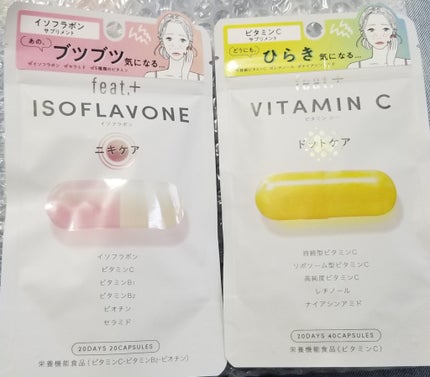 イソフラボン
サプリメント
あの、
ブツブツ気になる…
feat.+
ISOFLAVONE
イソフラボン
ニキケア
イソフラボン
ビタミンC
ビタミンB1
ビタミンB2
ビオチン
セラミド
20DAYS 20CAPSULES
栄養機能食品(ビタミンC・ビタミンB2・ビオチン)
ビタミンC
サプリメント
どうにも、
ひらき気になる…
feat.+
VITAMIN C
ビタミン シー
ドットケア
持続型ビタミンC
リポソーム型ビタミンC
高純度ビタミンC
レチノール
ナイアシンアミド
20DAYS 40CAPSULES
栄養機能食品(ビタミンC)